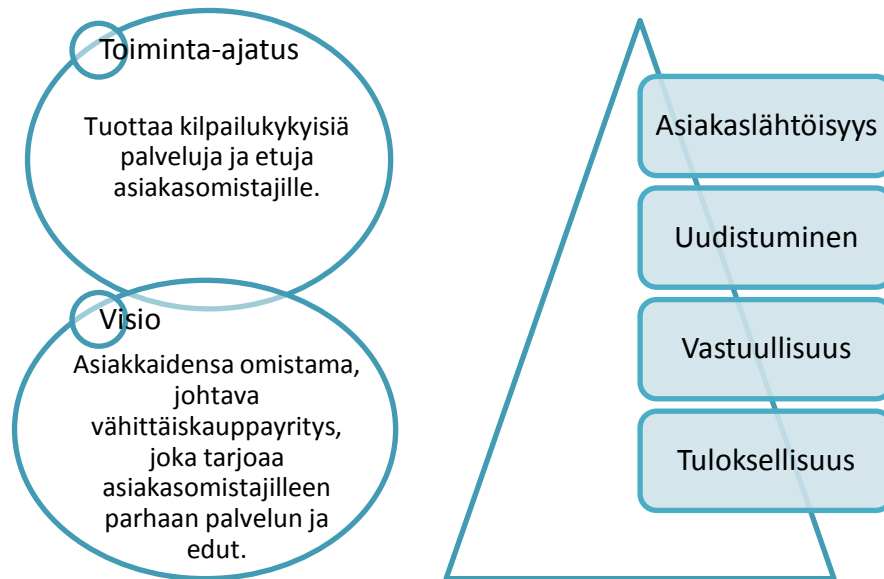 Toiminta-ajatus
Tuottaa kilpailukykyisiä
palveluja ja etuja
asiakasomistajille.
Visio
Asiakkaidensa omistama,
johtava
vähittäiskauppayritys,
joka tarjoaa
asiakasomistajilleen
parhaan palvelun ja
edut.
Asiakaslähtöisyys
Uudistuminen
Vastuullisuus
Tuloksellisuus